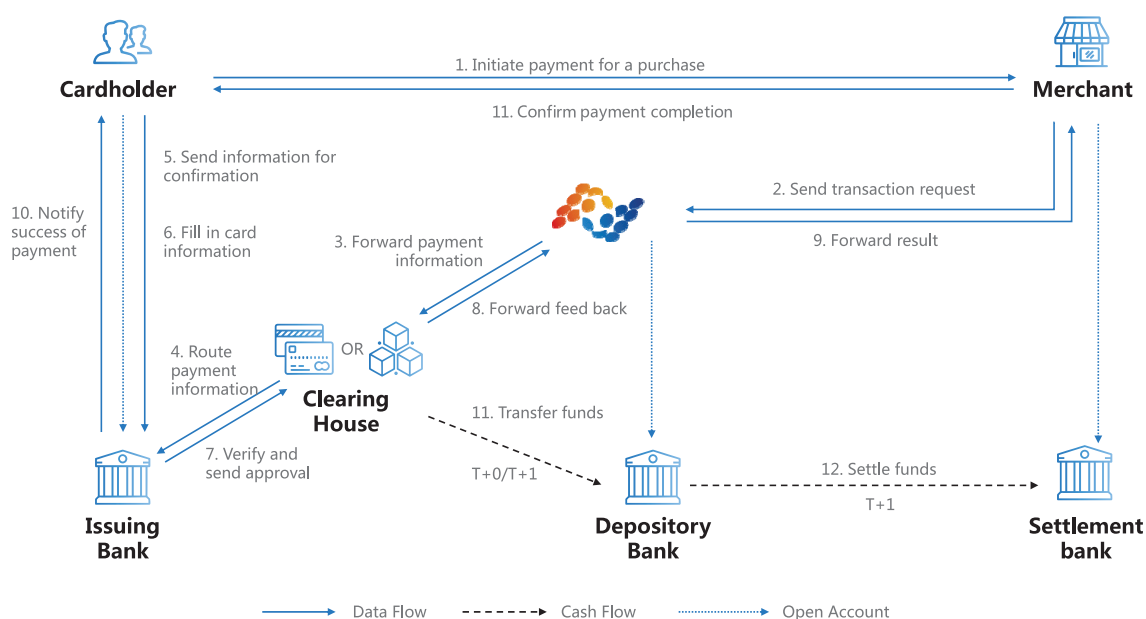 1. Initiate payment for a purchase
Cardholder
Merchant
11. Confirm payment completion
5. Send information for
confirmation
2. Send transaction request
10. Notify
success of
payment
6. Fill in card
information
3. Forward payment
information
9. Forward result
8. Forward feed back
4. Route
payment
information
OR
Clearing
House
11. Transfer funds
7. Verify and
send approval
T+0/T+1
12. Settle funds
T+1
Issuing
Bank
Depository
Bank
Settlement
bank
Data Flow
Cash Flow
Open Account